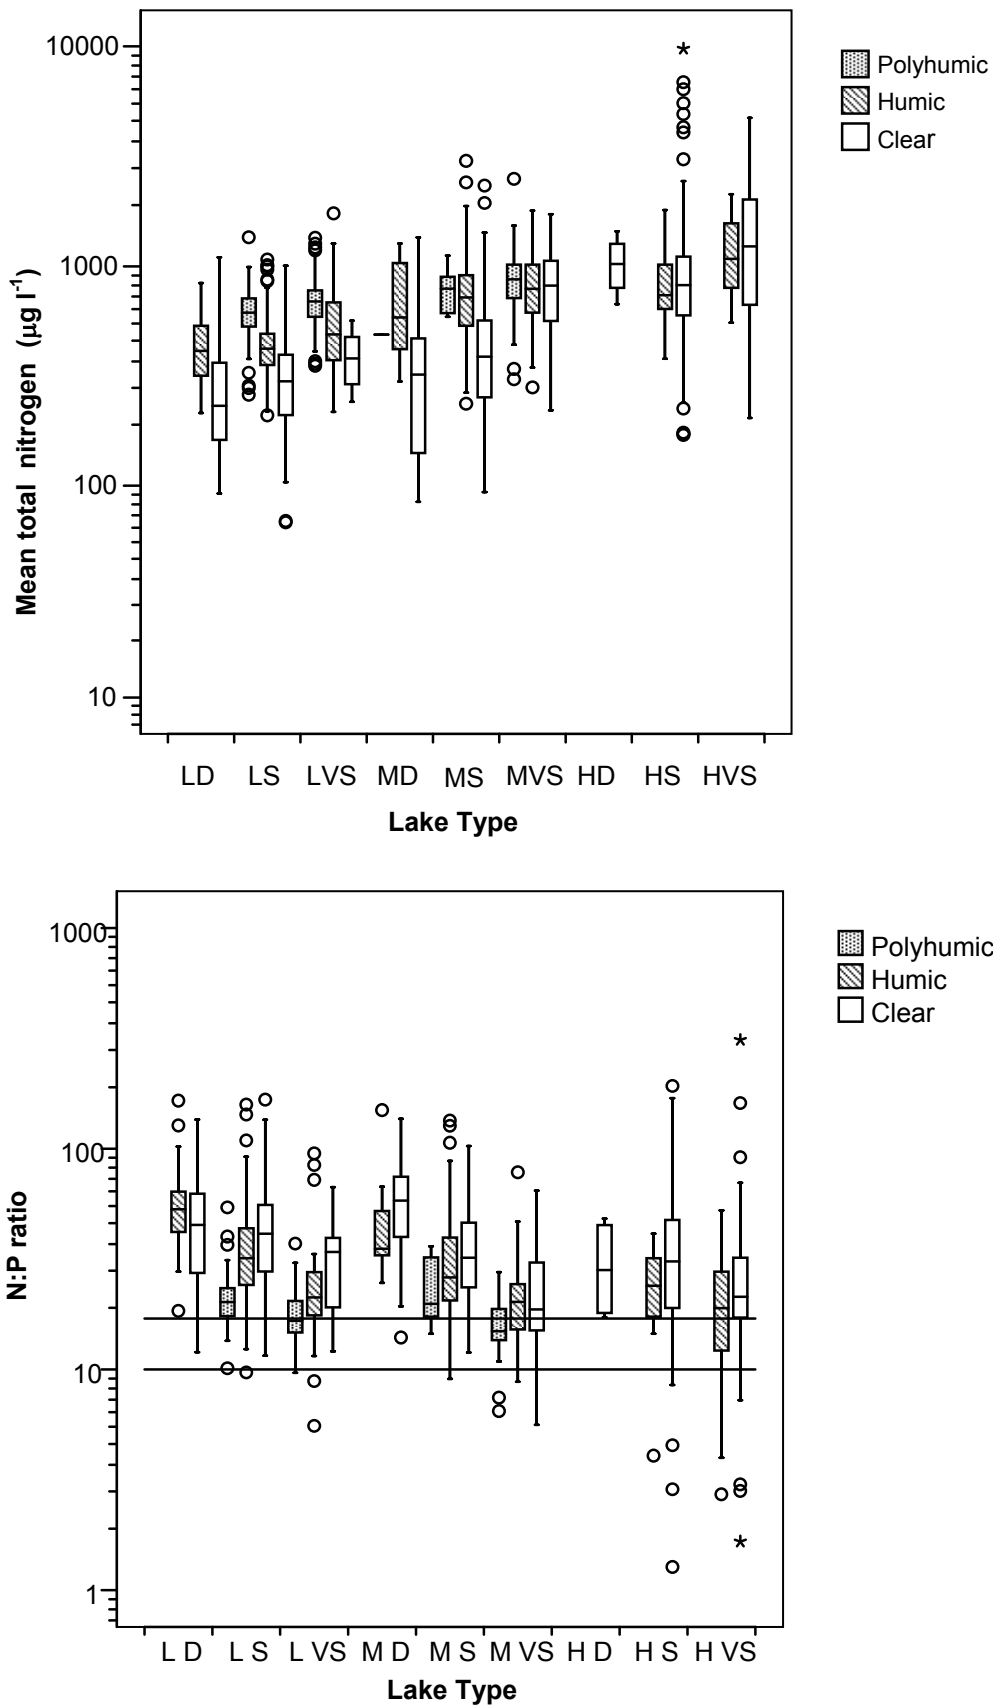 10000
1000
100
10
Mean total nitrogen (µg l-1)
Polyhumic
Humic
Clear
LD LS LVS MD MS MVS HD HS HVS
Lake Type
1000
100
10
1
N:P ratio
Polyhumic
Humic
Clear
L D L S L VS M D M S M VS H D H S H VS
Lake Type